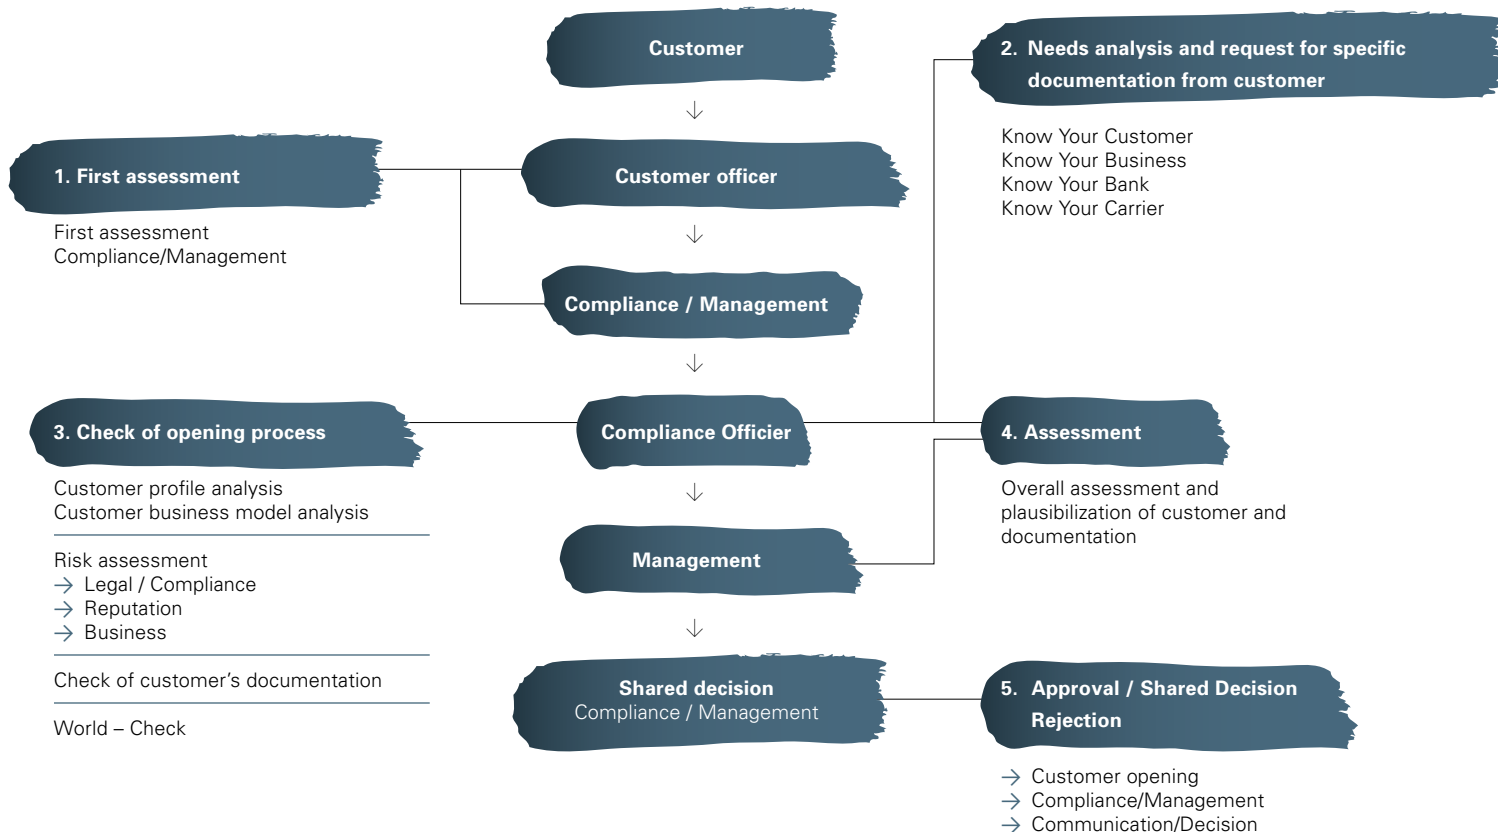 Customer
2. Needs analysis and request for specific
documentation from customer
Know Your Customer
Know Your Business
Know Your Bank
Know Your Carrier
1. First assessment
First assessment
Compliance/Management
Customer officer
Compliance / Management
3. Check of opening process
Customer profile analysis
Customer business model analysis
Risk assessment
→ Legal / Compliance
→ Reputation
→ Business
Check of customer’s documentation
World – Check
Compliance Officier
4. Assessment
Overall assessment and
plausibilization of customer and
documentation
Management
Shared decision
Compliance / Management
5. Approval / Shared Decision
Rejection
→ Customer opening
→ Compliance/Management
→ Communication/Decision